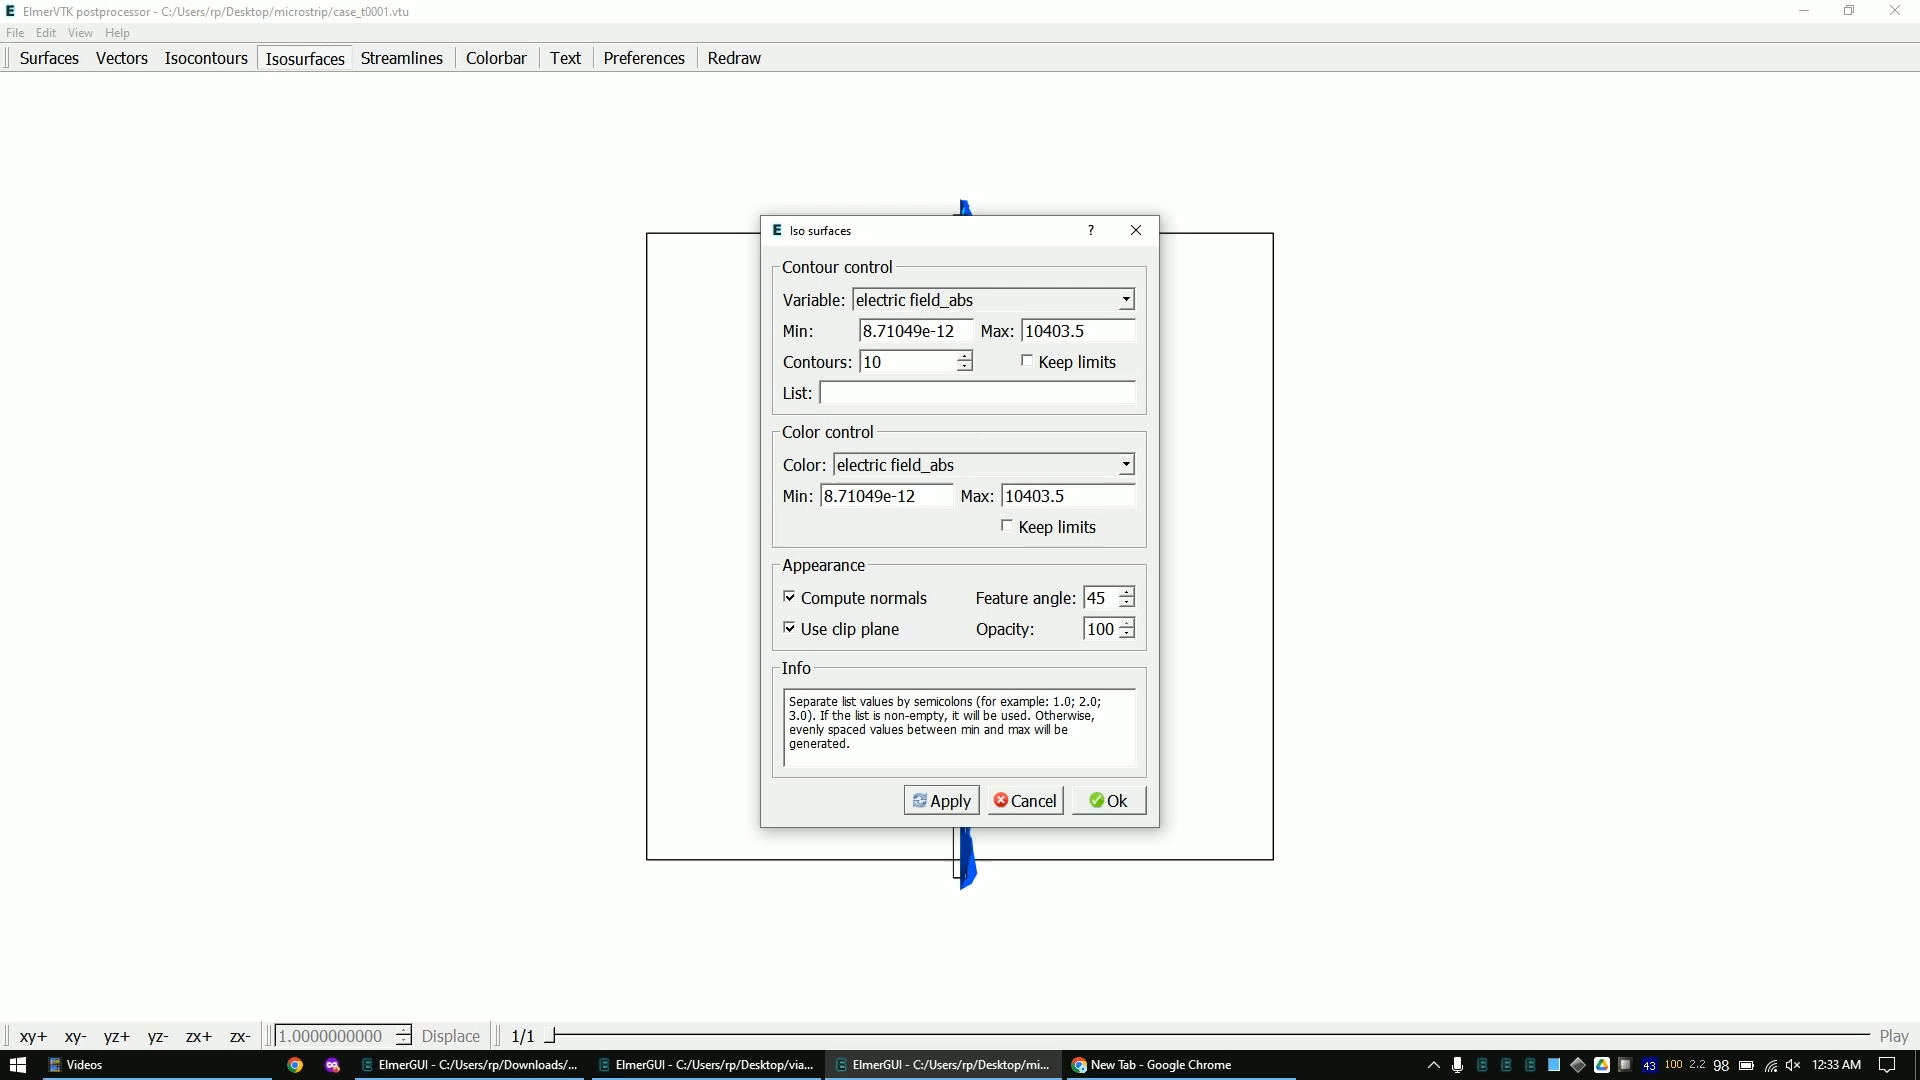 E ElmerVTK postprocessor - C:/Users/rp/Desktop/microstrip/case_t0001.vtu
File Edit View Help
Surfaces Vectors Isocontours Isosurfaces Streamlines Colorbar Text Preferences Redraw
E Iso surfaces ?
Contour control
Variable: electric field_abs
Min: 8.71049e-12 Max: 10403.5
Contours: 10 Keep limits
List:
Color control
Color: electric field_abs
Min: 8.71049e-12 Max: 10403.5
Keep limits
Appearance
Compute normals Feature angle: 45
Use clip plane Opacity: 100
Info
Separate list values by semicolons (for example: 1.0; 2.0;
3.0). If the list is non-empty, it will be used. Otherwise,
evenly spaced values between min and max will be
generated.
Apply Cancel Ok
xy+ xy- yz+ yz- zx+ zx- 1.0000000000 Displace 1/1 Play
Videos E ElmerGUI - C:/Users/rp/Downloads/... E ElmerGUI - C:/Users/rp/Desktop/via... E ElmerGUI - C:/Users/rp/Desktop/mi... New Tab - Google Chrome E E E 43 100 2.2 98 12:33 AM